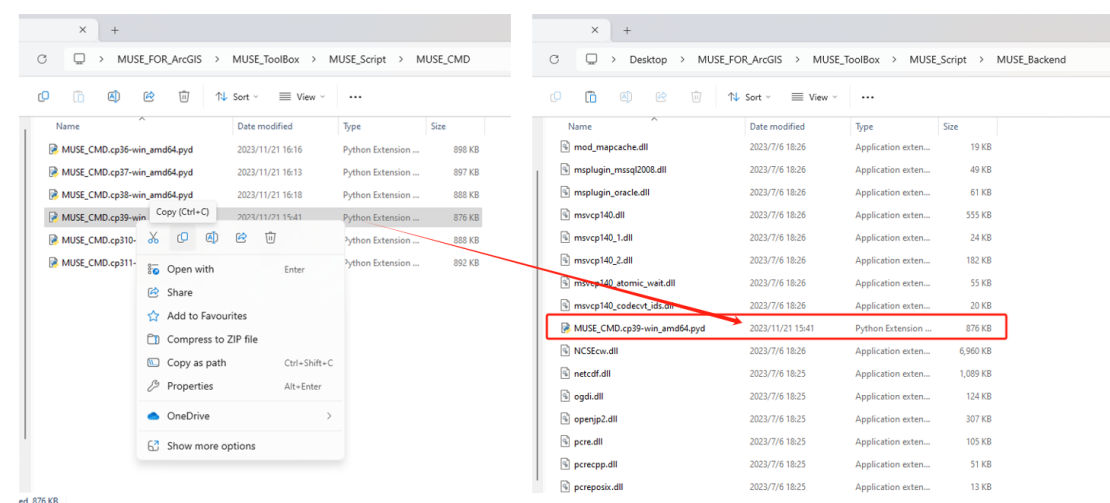 MUSE_FOR_ArcGIS > MUSE_ToolBox > MUSE_Script > MUSE_CMD
Sort
View
Name Date modified Type Size
MUSE_CMD.cp36-win_amd64.pyd 2023/11/21 16:16 Python Extension ... 898 KB
MUSE_CMD.cp37-win_amd64.pyd 2023/11/21 16:13 Python Extension ... 897 KB
MUSE_CMD.cp38-win_amd64.pyd 2023/11/21 16:18 Python Extension ... 888 KB
MUSE_CMD.cp39-win 2023/11/21 15:41 Python Extension ... 876 KB
Copy (Ctrl+C)
MUSE_CMD.cp310- Python Extension ... 888 KB
MUSE_CMD.cp311- Python Extension ... 892 KB
Open with Enter
Share
Add to Favourites
Compress to ZIP file
Copy as path Ctrl+Shift+C
Properties Alt+Enter
OneDrive >
Show more options
ed 876 KB
Desktop > MUSE_FOR_ArcGIS > MUSE_ToolBox > MUSE_Script > MUSE_Backend
Sort
View
Name Date modified Type Size
mod_mapcache.dll 2023/7/6 18:26 Application exten... 19 KB
msplugin_mssql2008.dll 2023/7/6 18:26 Application exten... 49 KB
msplugin_oracle.dll 2023/7/6 18:26 Application exten... 61 KB
msvcp140.dll 2023/7/6 18:26 Application exten... 555 KB
msvcp140_1.dll 2023/7/6 18:26 Application exten... 24 KB
msvcp140_2.dll 2023/7/6 18:26 Application exten... 182 KB
msvcp140_atomic_wait.dll 2023/7/6 18:26 Application exten... 55 KB
msvcp140_codecvt_ids.dll 2023/7/6 18:26 Application exten... 20 KB
MUSE_CMD.cp39-win_amd64.pyd 2023/11/21 15:41 Python Extension ... 876 KB
NCSEcw.dll 2023/7/6 18:26 Application exten... 6,960 KB
netcdf.dll 2023/7/6 18:25 Application exten... 1,089 KB
ogdi.dll 2023/7/6 18:25 Application exten... 124 KB
openjp2.dll 2023/7/6 18:25 Application exten... 307 KB
pcre.dll 2023/7/6 18:25 Application exten... 105 KB
pcrecpp.dll 2023/7/6 18:25 Application exten... 51 KB
pcreposix.dll 2023/7/6 18:25 Application exten... 13 KB